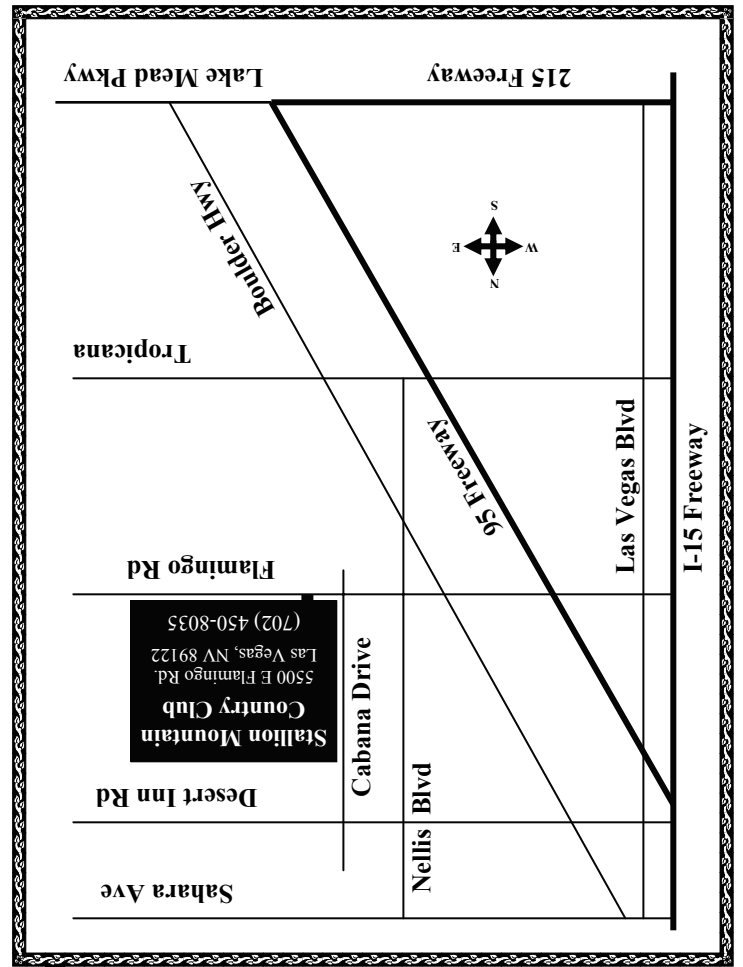 Sahara Ave
Desert Inn Rd
Nellis Blvd
Cabana Drive
Stallion Mountain
Country Club
5500 E Flamingo Rd.
Las Vegas, NV 89122
(702) 450-8035
Flamingo Rd
I-15 Freeway
Las Vegas Blvd
95 Freeway
Tropicana
Boulder Hwy
N
W
E
S
215 Freeway
Lake Mead Pkwy